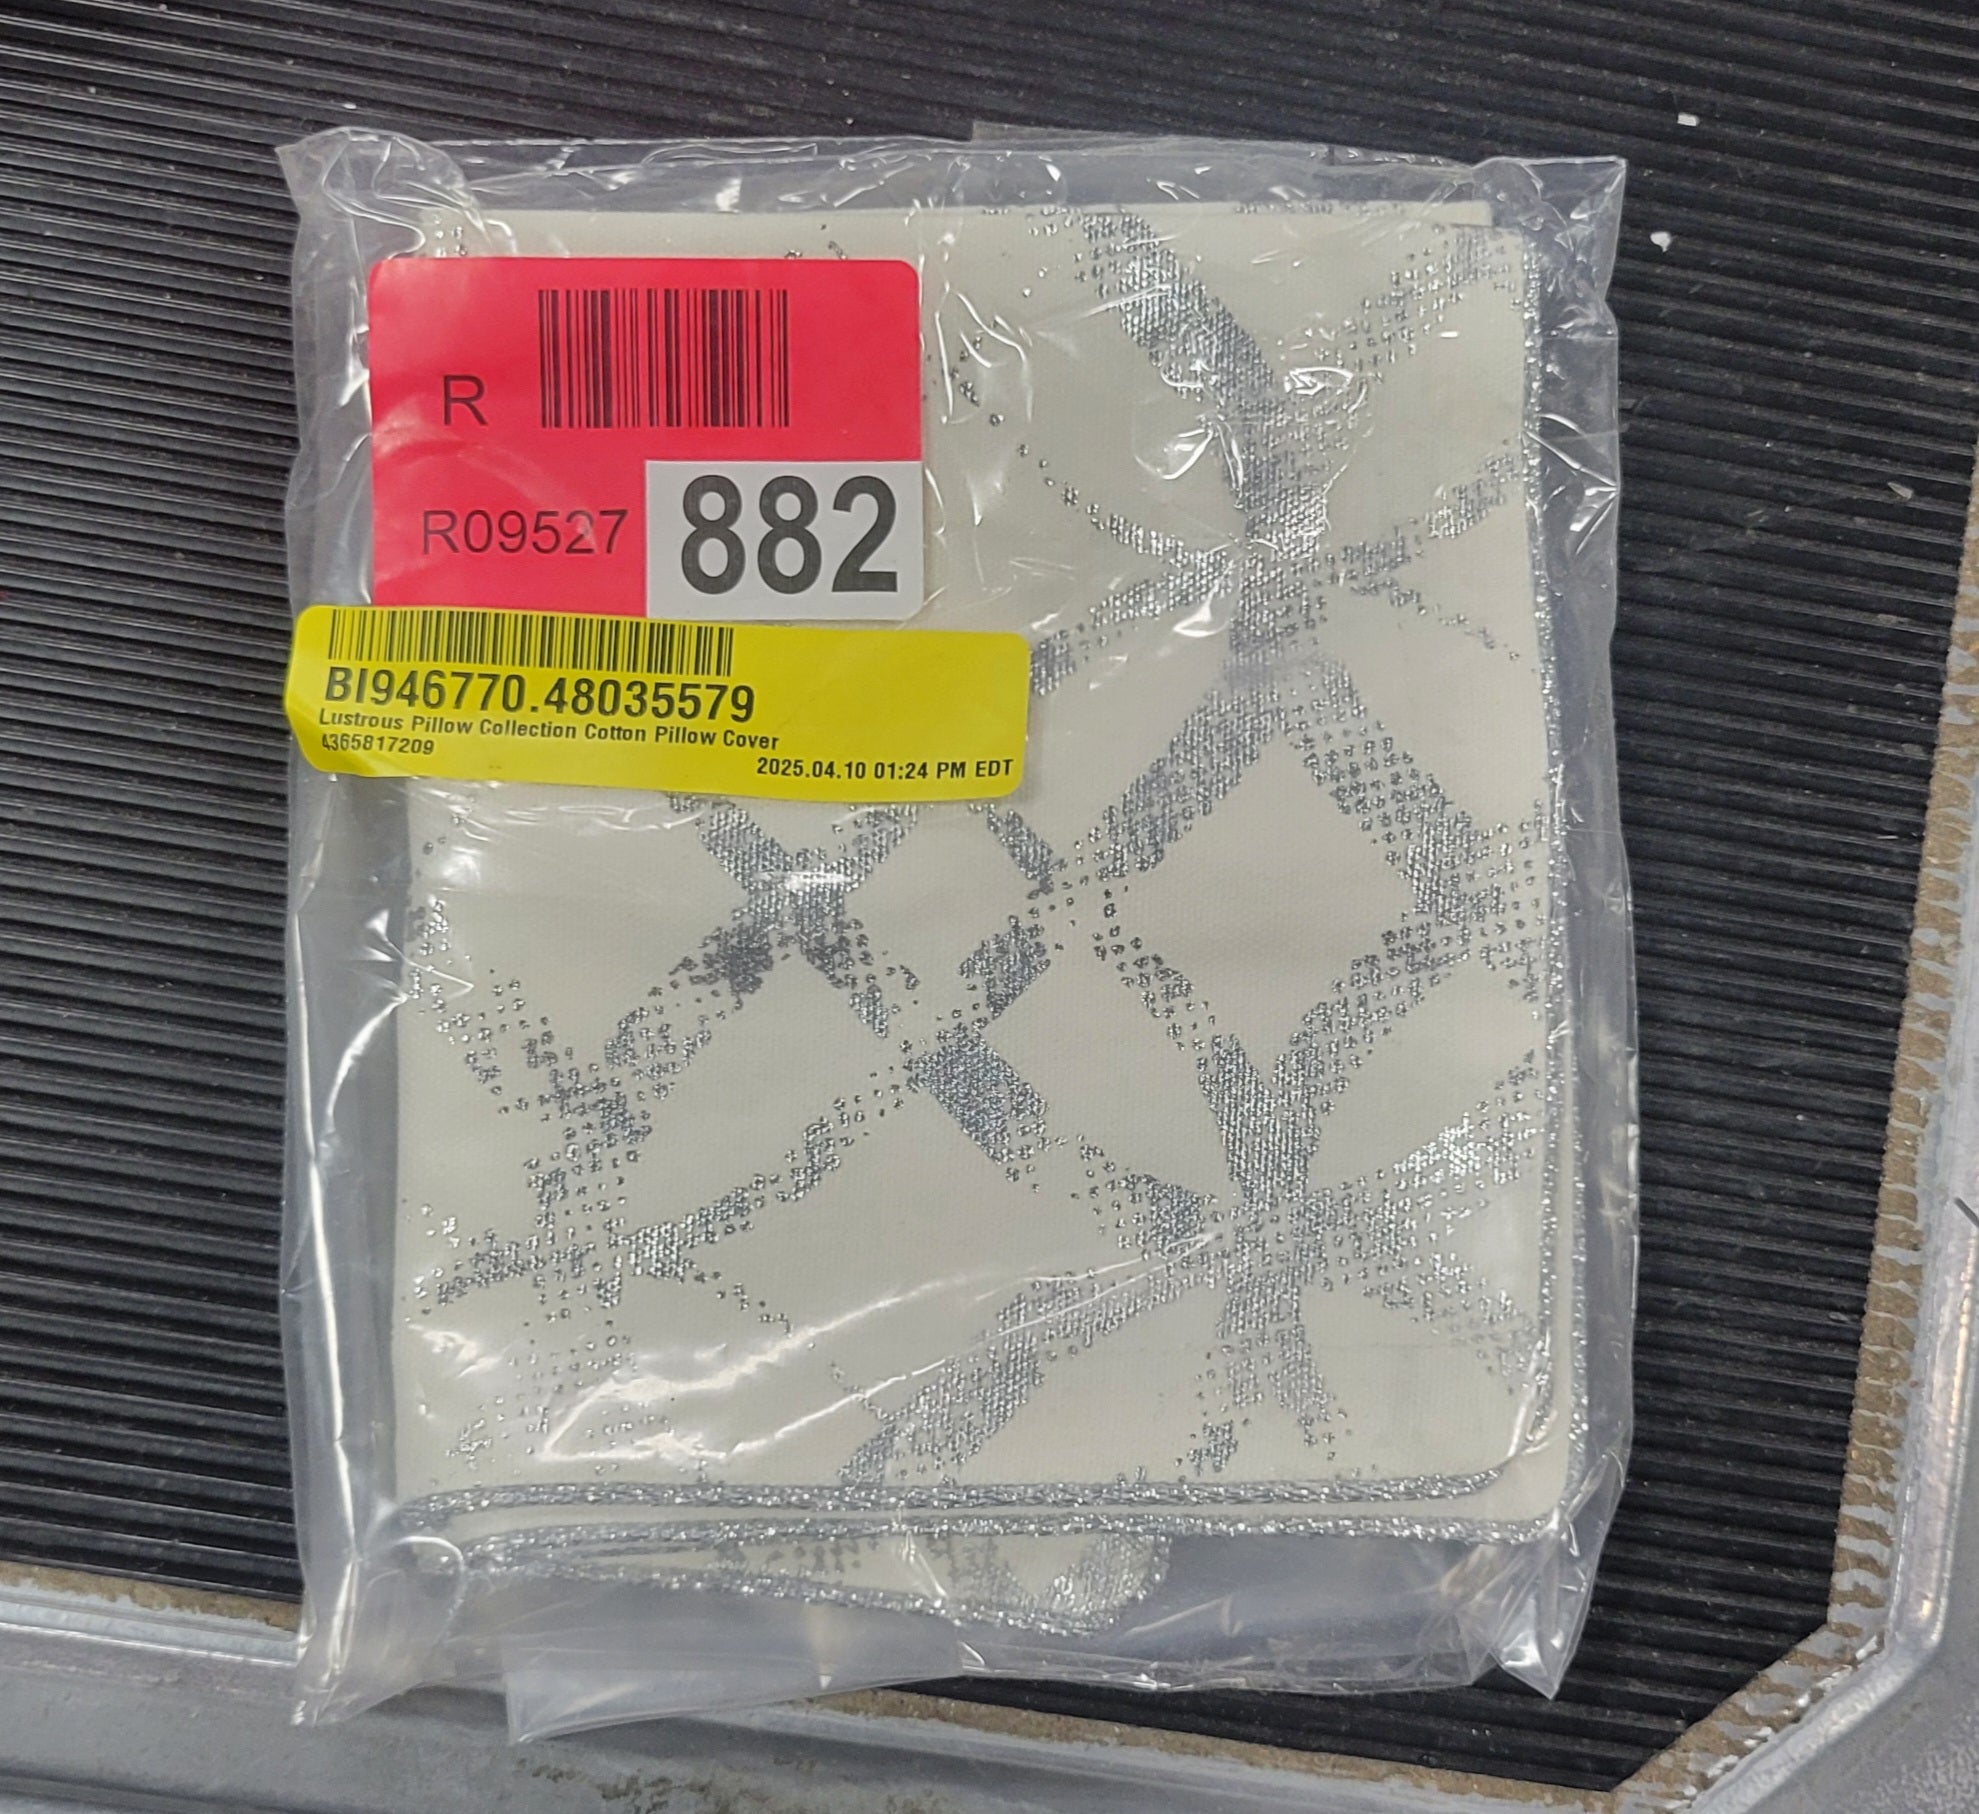 R
R09527 882
BI946770.48035579
Lustrous Pillow Collection Cotton Pillow Cover
4365817209
2025.04.10 01:24 PM EDT